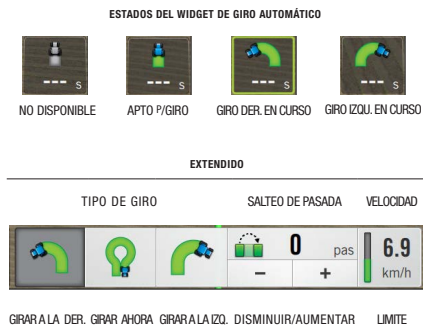 ESTADOS DEL WIDGET DE GIRO AUTOMÁTICO
--- s --- s --- s --- s
NO DISPONIBLE APTO P/GIRO GIRO DER. EN CURSO GIRO IZQU. EN CURSO
EXTENDIDO
TIPO DE GIRO SALTEO DE PASADA VELOCIDAD
0 pas 6.9
− + km/h
GIRAR A LA DER. GIRAR AHORA GIRAR A LA IZQ. DISMINUIR/AUMENTAR LIMITE